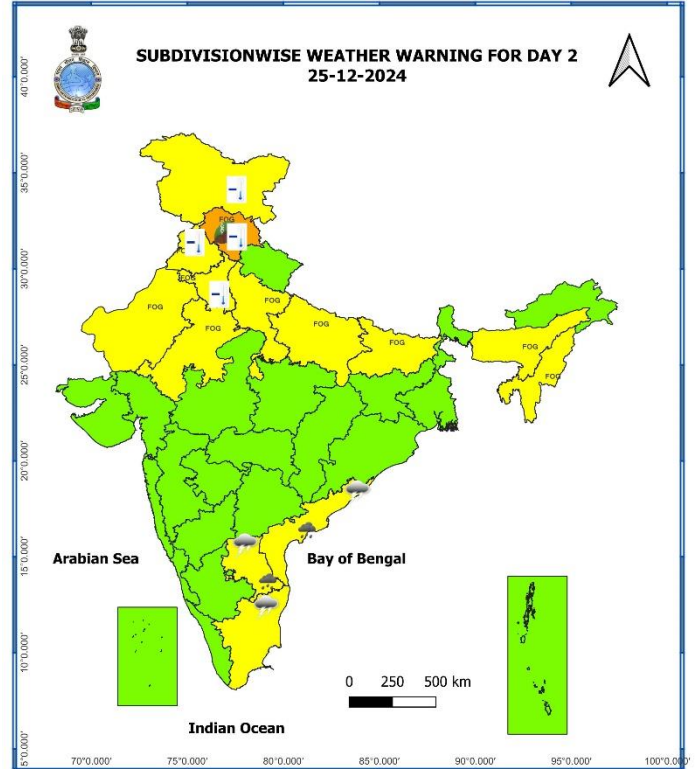 SUBDIVISIONWISE WEATHER WARNING FOR DAY 2
25-12-2024
40°0.000'
35°0.000'
FOG
30°0.000'
FOG
FOG
FOG
FOG
FOG
FOG
FOG
25°0.000'
FOG
20°0.000'
Arabian Sea
Bay of Bengal
15°0.000'
10°0.000'
0 250 500 km
Indian Ocean
5°0.000'
70°0.000' 75°0.000' 80°0.000' 85°0.000' 90°0.000' 95°0.000' 100°0.000'